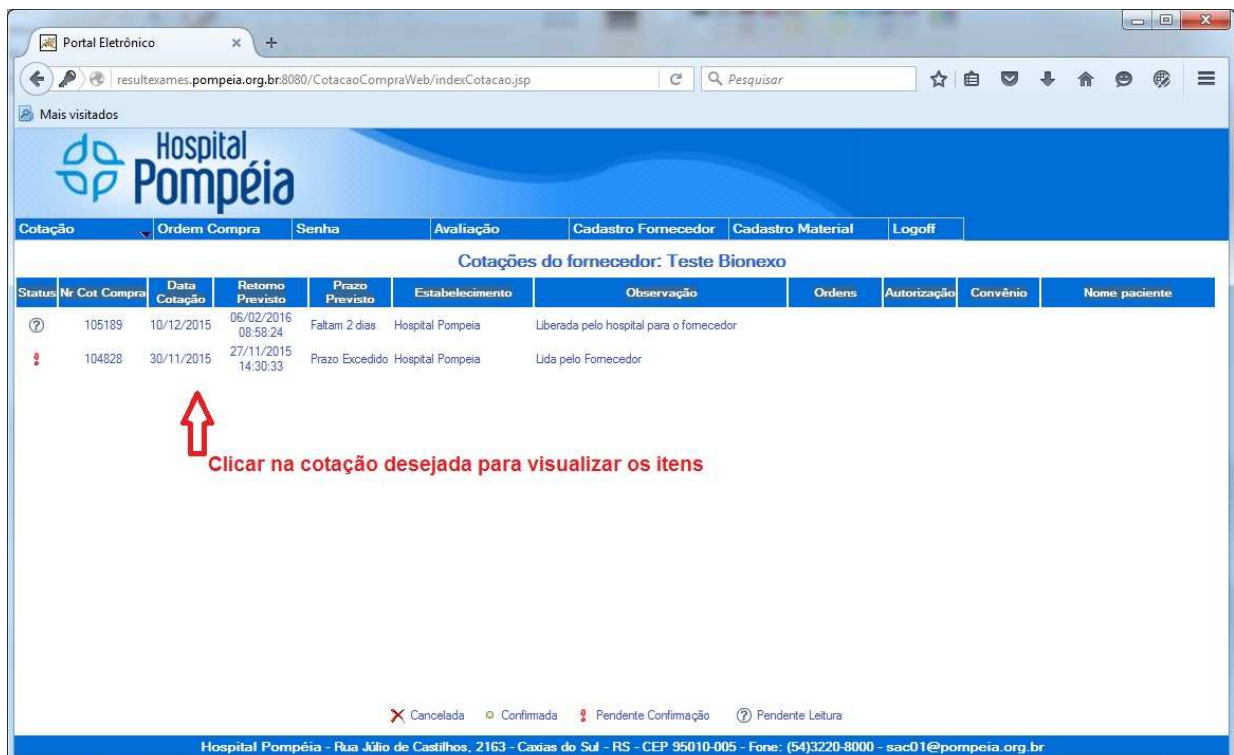 Portal Eletrônico
resultexames.pompeia.org.br:8080/CotacaoCompraWeb/indexCotacao.jsp
Pesquisar
Mais visitados
Hospital
Pompéia
Cotação Ordem Compra Senha Avaliação Cadastro Fornecedor Cadastro Material Logoff
Cotações do fornecedor: Teste Bionexo
Status Nr Cot Compra Data Cotação Retorno Previsto Prazo Previsto Estabelecimento Observação Ordens Autorização Convênio Nome paciente
105189 10/12/2015 06/02/2016 08:58:24 Faltam 2 dias Hospital Pompeia Liberada pelo hospital para o fornecedor
104828 30/11/2015 27/11/2015 14:30:33 Prazo Excedido Hospital Pompeia Lida pelo Fornecedor
Clicar na cotação desejada para visualizar os itens
Cancelada Confirmada Pendente Confirmação Pendente Leitura
Hospital Pompéia - Rua Júlio de Castilhos, 2163 - Caxias do Sul - RS - CEP 95010-005 - Fone: (54)3220-8000 - sac01@pompeia.org.br